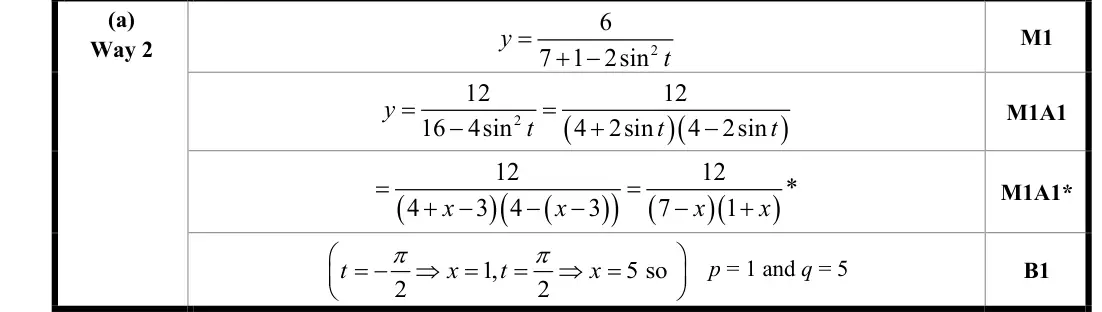 (a)
Way 2
y = 6 / (7 + 1 − 2sin² t) M1
y = 12 / (16 − 4sin² t) = 12 / ((4 + 2sin t)(4 − 2sin t)) M1A1
= 12 / ((4 + x − 3)(4 − (x − 3))) = 12 / ((7 − x)(1 + x)) * M1A1*
(t = −π/2 ⇒ x = 1, t = π/2 ⇒ x = 5 so) p = 1 and q = 5 B1